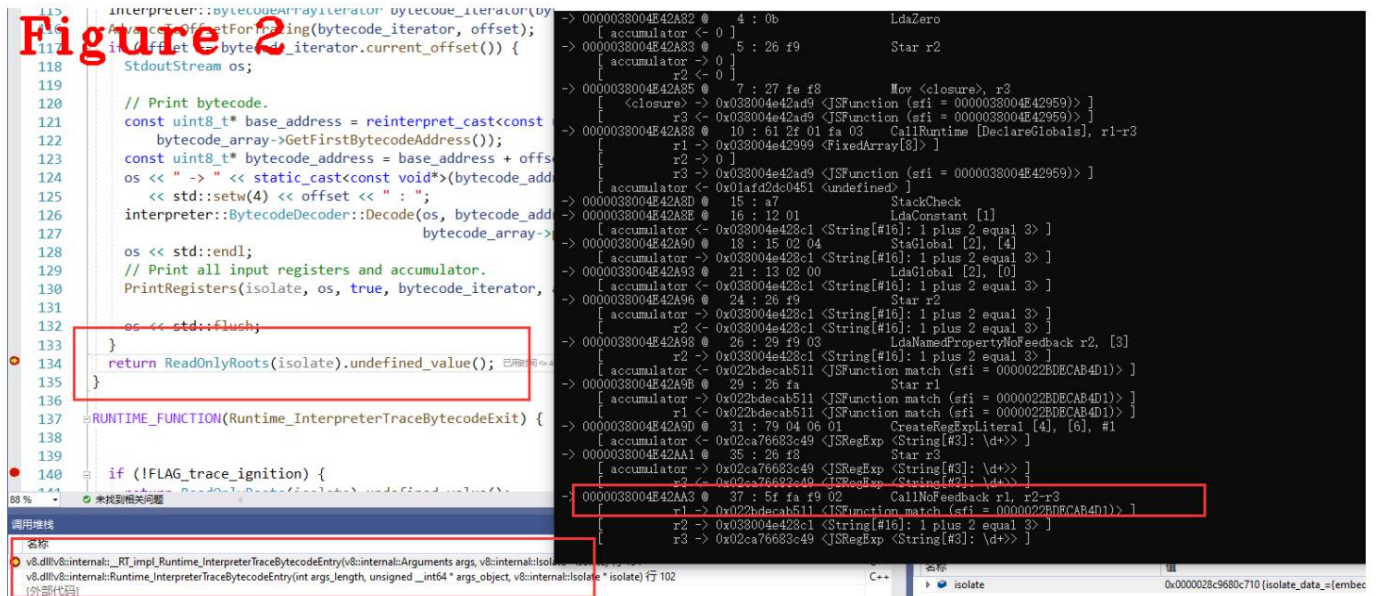 Figure 2
115 interpreter::BytecodeArrayIterator bytecode_iterator(by
116 AdvanceToOffsetForTracing(bytecode_iterator, offset);
117 if (offset == bytecode_iterator.current_offset()) {
118 StdoutStream os;
119
120 // Print bytecode.
121 const uint8_t* base_address = reinterpret_cast<const
122 bytecode_array->GetFirstBytecodeAddress());
123 const uint8_t* bytecode_address = base_address + offs
124 os << " -> " << static_cast<const void*>(bytecode_add
125 << std::setw(4) << offset << " : ";
126 interpreter::BytecodeDecoder::Decode(os, bytecode_add
127 bytecode_array->
128 os << std::endl;
129 // Print all input registers and accumulator.
130 PrintRegisters(isolate, os, true, bytecode_iterator,
131
132 os << std::flush;
133 }
134 return ReadOnlyRoots(isolate).undefined_value();
135 }
136
137 RUNTIME_FUNCTION(Runtime_InterpreterTraceBytecodeExit) {
138
139
140 if (!FLAG_trace_ignition) {
141 return ReadOnlyRoots(isolate).undefined_value();
88 % 未找到相关问题
调用堆栈
名称
v8.dll!v8::internal::__RT_impl_Runtime_InterpreterTraceBytecodeEntry(v8::internal::Arguments args, v8::internal::Isola
v8.dll!v8::internal::Runtime_InterpreterTraceBytecodeEntry(int args_length, unsigned __int64 * args_object, v8::internal::Isolate * isolate) 行 102 C++
[外部代码]
-> 0000038004E42A82 @ 4 : 0b LdaZero
[ accumulator <- 0 ]
-> 0000038004E42A83 @ 5 : 26 f9 Star r2
[ accumulator -> 0 ]
[ r2 <- 0 ]
-> 0000038004E42A85 @ 7 : 27 fe f8 Mov <closure>, r3
[ <closure> -> 0x038004e42ad9 <JSFunction (sfi = 0000038004E42959)> ]
[ r3 <- 0x038004e42ad9 <JSFunction (sfi = 0000038004E42959)> ]
-> 0000038004E42A88 @ 10 : 61 2f 01 fa 03 CallRuntime [DeclareGlobals], r1-r3
[ r1 -> 0x038004e42999 <FixedArray[8]> ]
[ r2 -> 0 ]
[ r3 -> 0x038004e42ad9 <JSFunction (sfi = 0000038004E42959)> ]
[ accumulator <- 0x01afd2dc0451 <undefined> ]
-> 0000038004E42A8D @ 15 : a7 StackCheck
-> 0000038004E42A8E @ 16 : 12 01 LdaConstant [1]
[ accumulator <- 0x038004e428c1 <String[#16]: 1 plus 2 equal 3> ]
-> 0000038004E42A90 @ 18 : 15 02 04 StaGlobal [2], [4]
[ accumulator -> 0x038004e428c1 <String[#16]: 1 plus 2 equal 3> ]
-> 0000038004E42A93 @ 21 : 13 02 00 LdaGlobal [2], [0]
[ accumulator <- 0x038004e428c1 <String[#16]: 1 plus 2 equal 3> ]
-> 0000038004E42A96 @ 24 : 26 f9 Star r2
[ accumulator -> 0x038004e428c1 <String[#16]: 1 plus 2 equal 3> ]
[ r2 <- 0x038004e428c1 <String[#16]: 1 plus 2 equal 3> ]
-> 0000038004E42A98 @ 26 : 29 f9 03 LdaNamedPropertyNoFeedback r2, [3]
[ r2 -> 0x038004e428c1 <String[#16]: 1 plus 2 equal 3> ]
[ accumulator <- 0x022bdecab511 <JSFunction match (sfi = 0000022BDECAB4D1)> ]
-> 0000038004E42A9B @ 29 : 26 fa Star r1
[ accumulator -> 0x022bdecab511 <JSFunction match (sfi = 0000022BDECAB4D1)> ]
[ r1 <- 0x022bdecab511 <JSFunction match (sfi = 0000022BDECAB4D1)> ]
-> 0000038004E42A9D @ 31 : 79 04 06 01 CreateRegExpLiteral [4], [6], #1
[ accumulator <- 0x02ca76683c49 <JSRegExp <String[#3]: \d+>> ]
-> 0000038004E42AA1 @ 35 : 26 f8 Star r3
[ accumulator -> 0x02ca76683c49 <JSRegExp <String[#3]: \d+>> ]
[ r3 <- 0x02ca76683c49 <JSRegExp <String[#3]: \d+>> ]
-> 0000038004E42AA3 @ 37 : 5f fa f9 02 CallNoFeedback r1, r2-r3
[ r1 -> 0x022bdecab511 <JSFunction match (sfi = 0000022BDECAB4D1)> ]
[ r2 -> 0x038004e428c1 <String[#16]: 1 plus 2 equal 3> ]
[ r3 -> 0x02ca76683c49 <JSRegExp <String[#3]: \d+>> ]
名称 值
isolate 0x0000028c9680c710 {isolate_data_={embed